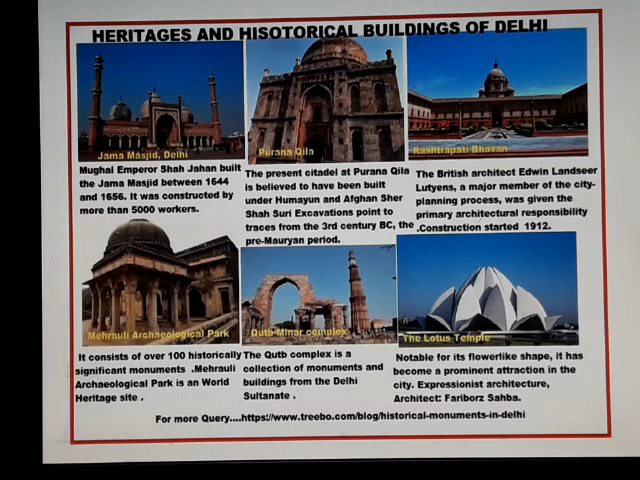 HERITAGES AND HISOTORICAL BUILDINGS OF DELHI
Jama Masjid, Delhi
Mughal Emperor Shah Jahan built
the Jama Masjid between 1644
and 1656. It was constructed by
more than 5000 workers.
Purana Qila
The present citadel at Purana Qila
is believed to have been built
under Humayun and Afghan Sher
Shah Suri Excavations point to
traces from the 3rd century BC, the
pre-Mauryan period.
Rashtrapati Bhavan
The British architect Edwin Landseer
Lutyens, a major member of the city-
planning process, was given the
primary architectural responsibility
.Construction started 1912.
Mehrauli Archaeological Park
It consists of over 100 historically
significant monuments .Mehrauli
Archaeological Park is an World
Heritage site .
Qutb Minar complex
The Qutb complex is a
collection of monuments and
buildings from the Delhi
Sultanate .
The Lotus Temple
Notable for its flowerlike shape, it has
become a prominent attraction in the
city. Expressionist architecture,
Architect: Fariborz Sahba.
For more Query....https://www.treebo.com/blog/historical-monuments-in-delhi